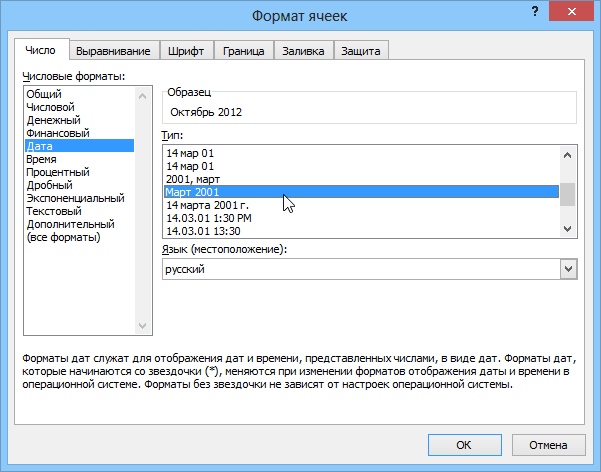 Формат ячеек
?
Число
Выравнивание
Шрифт
Граница
Заливка
Защита
Числовые форматы:
Общий
Числовой
Денежный
Финансовый
Дата
Время
Процентный
Дробный
Экспоненциальный
Текстовый
Дополнительный
(все форматы)
Образец
Октябрь 2012
Тип:
14 мар 01
14 мар 01
2001, март
Март 2001
14 марта 2001 г.
14.03.01 1:30 PM
14.03.01 13:30
Язык (местоположение):
русский
Форматы дат служат для отображения дат и времени, представленных числами, в виде дат. Форматы дат,
которые начинаются со звездочки (*), меняются при изменении форматов отображения даты и времени в
операционной системе. Форматы без звездочки не зависят от настроек операционной системы.
ОК
Отмена